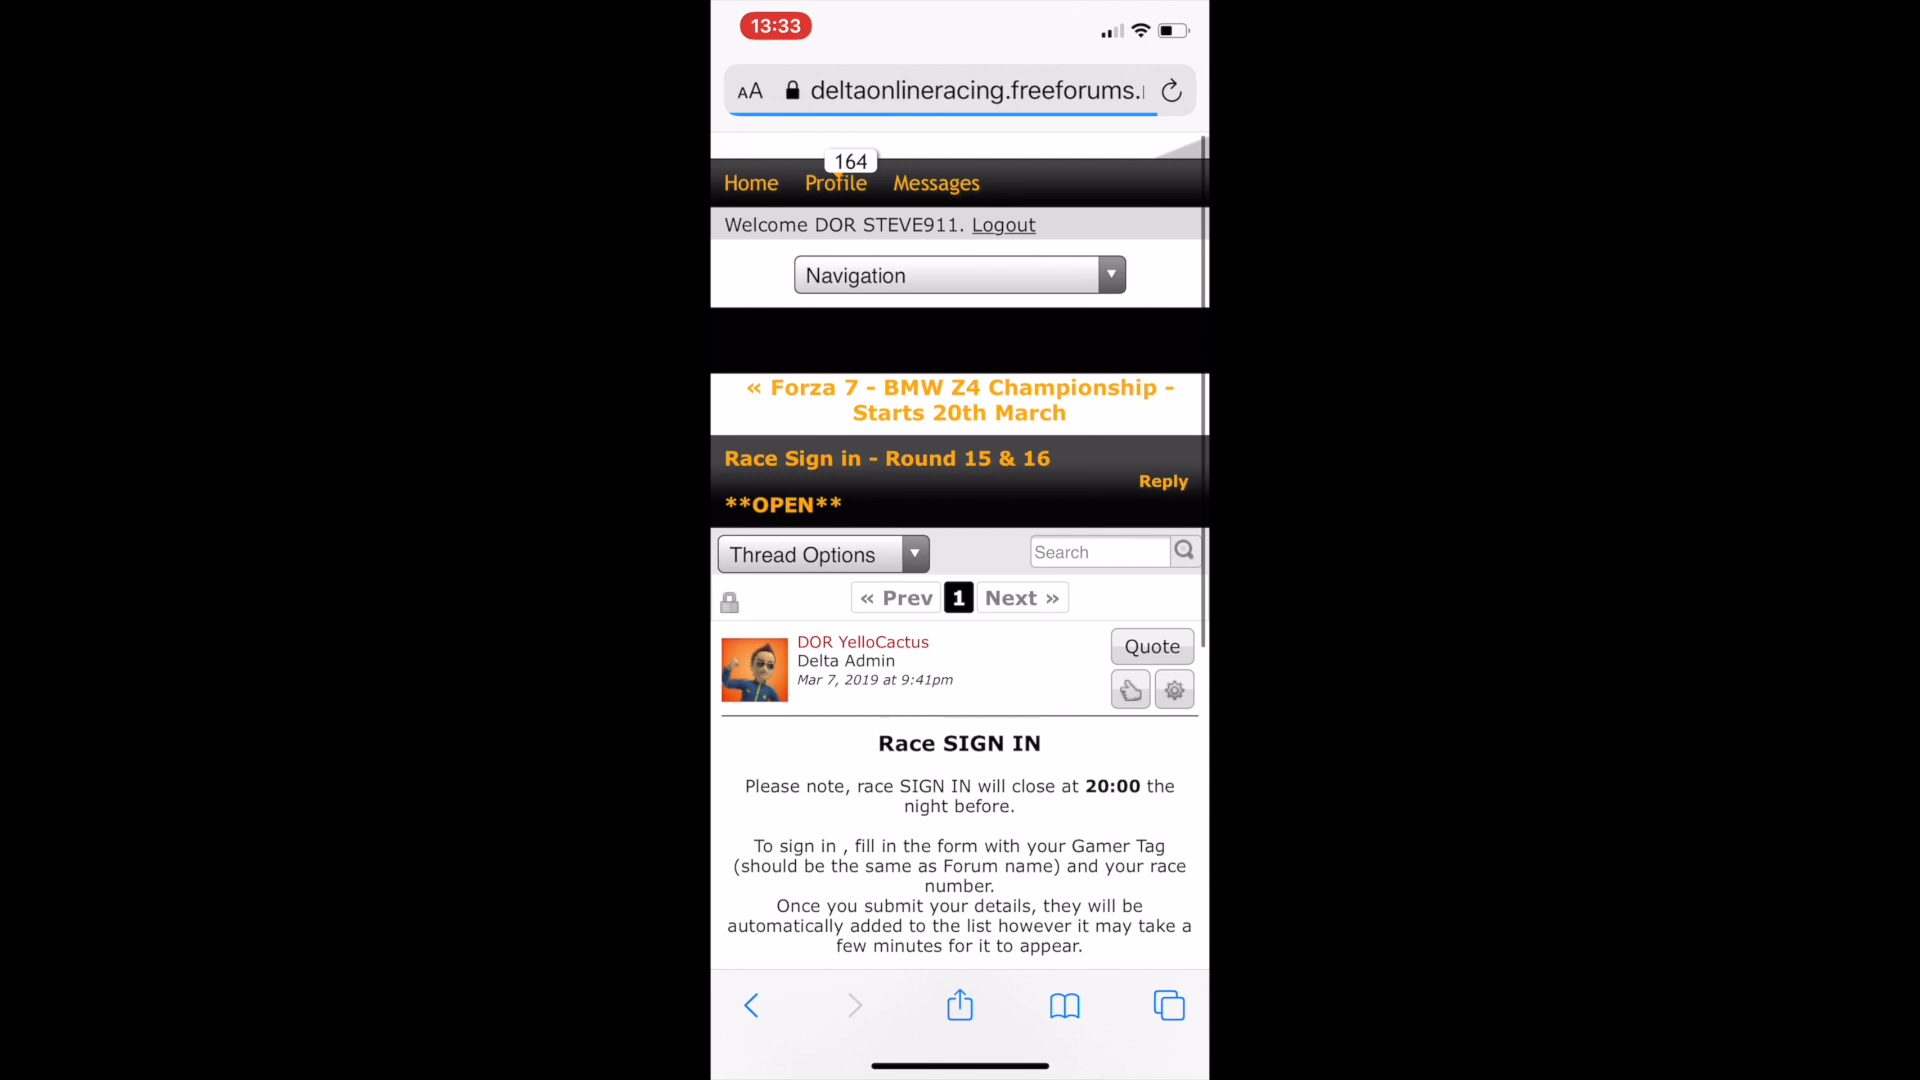 13:33
AA deltaonlineracing.freeforums.
164
Home Profile Messages
Welcome DOR STEVE911. Logout
Navigation
« Forza 7 - BMW Z4 Championship -
Starts 20th March
Race Sign in - Round 15 & 16
Reply
**OPEN**
Thread Options
Search
« Prev 1 Next »
DOR YelloCactus
Quote
Delta Admin
Mar 7, 2019 at 9:41pm
Race SIGN IN
Please note, race SIGN IN will close at 20:00 the
night before.
To sign in , fill in the form with your Gamer Tag
(should be the same as Forum name) and your race
number.
Once you submit your details, they will be
automatically added to the list however it may take a
few minutes for it to appear.